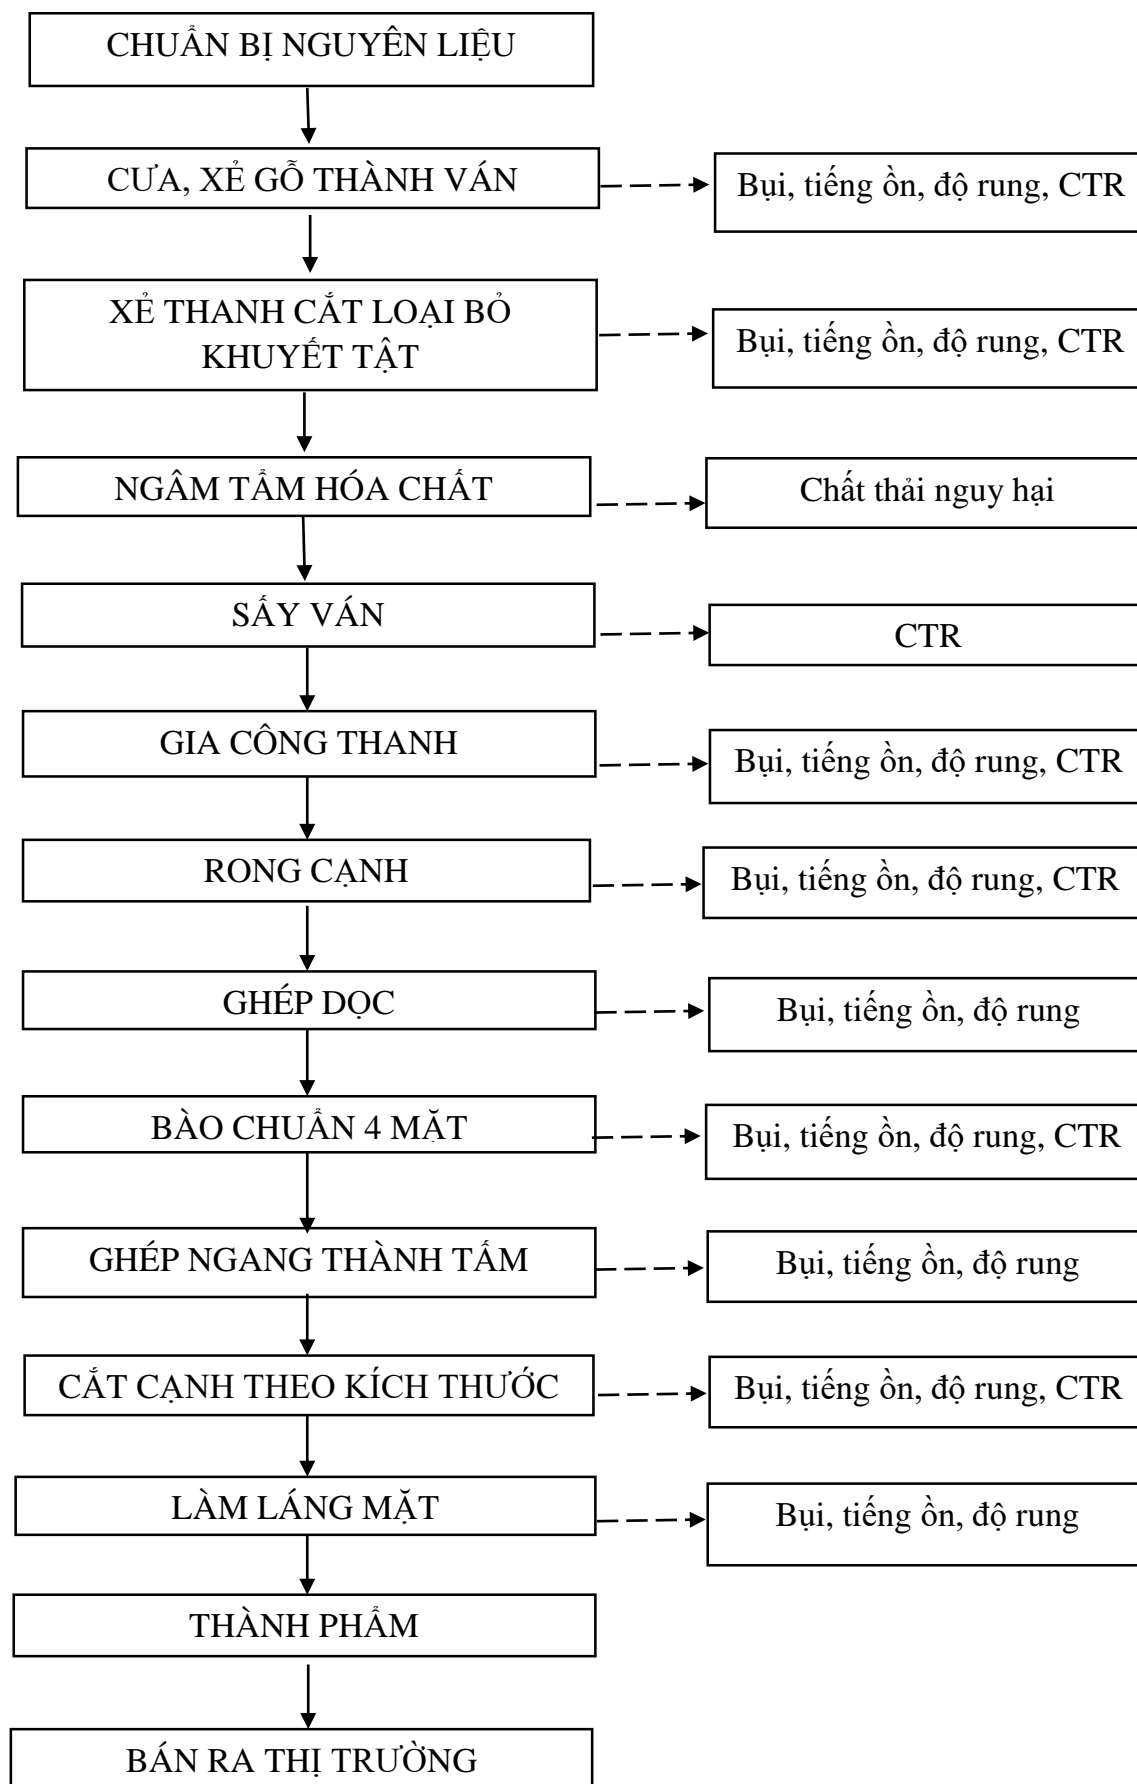 CHUẨN BỊ NGUYÊN LIỆU
CƯA, XẺ GỖ THÀNH VÁN
Bụi, tiếng ồn, độ rung, CTR
XẺ THANH CẮT LOẠI BỎ
KHUYẾT TẬT
Bụi, tiếng ồn, độ rung, CTR
NGÂM TẨM HÓA CHẤT
Chất thải nguy hại
SẤY VÁN
CTR
GIA CÔNG THANH
Bụi, tiếng ồn, độ rung, CTR
RONG CẠNH
Bụi, tiếng ồn, độ rung, CTR
GHÉP DỌC
Bụi, tiếng ồn, độ rung
BÀO CHUẨN 4 MẶT
Bụi, tiếng ồn, độ rung, CTR
GHÉP NGANG THÀNH TẤM
Bụi, tiếng ồn, độ rung
CẮT CẠNH THEO KÍCH THƯỚC
Bụi, tiếng ồn, độ rung, CTR
LÀM LÁNG MẶT
Bụi, tiếng ồn, độ rung
THÀNH PHẨM
BÁN RA THỊ TRƯỜNG